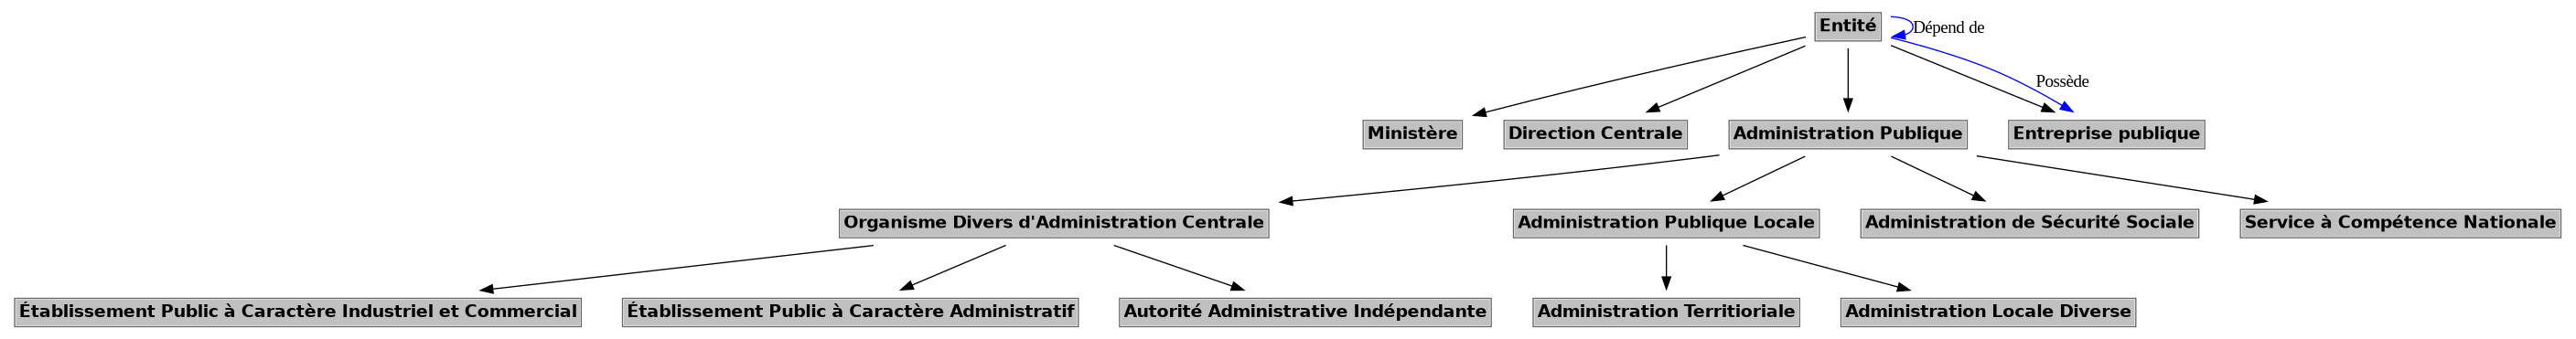 Entité
Dépend de
Possède
Ministère
Direction Centrale
Administration Publique
Entreprise publique
Organisme Divers d'Administration Centrale
Administration Publique Locale
Administration de Sécurité Sociale
Service à Compétence Nationale
Établissement Public à Caractère Industriel et Commercial
Établissement Public à Caractère Administratif
Autorité Administrative Indépendante
Administration Territioriale
Administration Locale Diverse